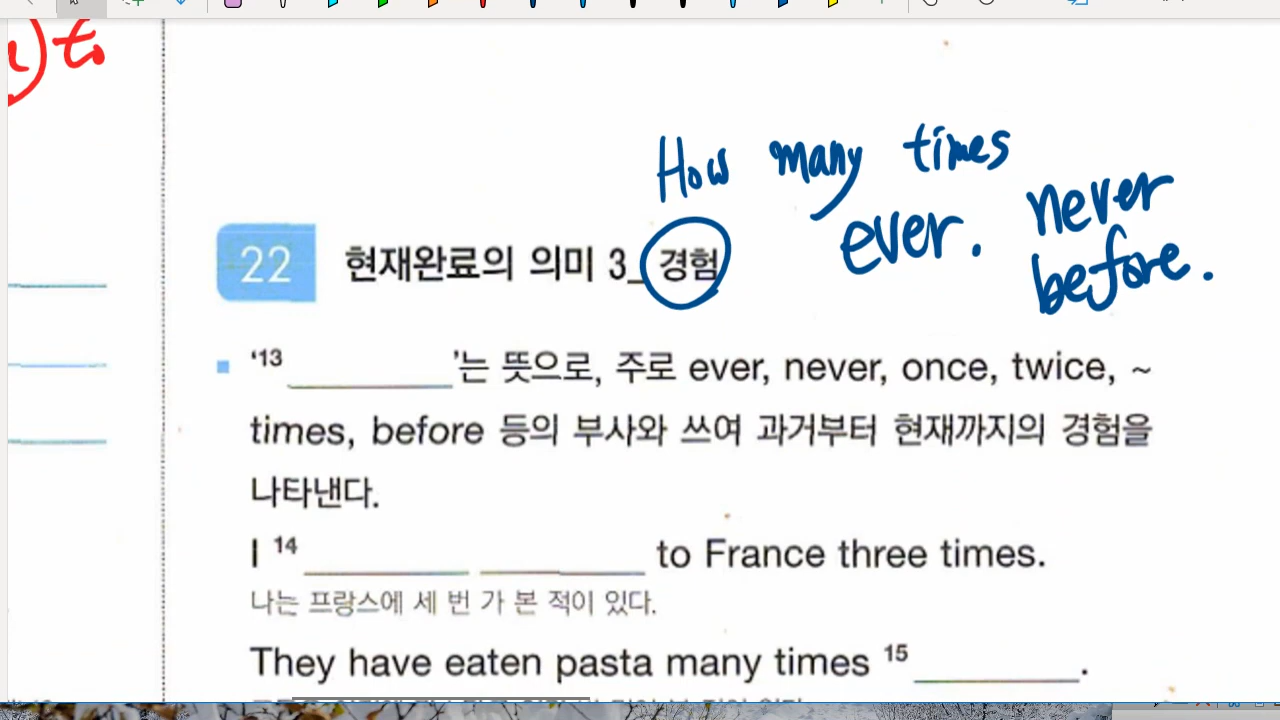 to
How many times
ever. never
before.
22 현재완료의 의미 3_경험
'13 ________'는 뜻으로, 주로 ever, never, once, twice, ~
times, before 등의 부사와 쓰여 과거부터 현재까지의 경험을
나타낸다.
I 14 ________ ________ to France three times.
나는 프랑스에 세 번 가 본 적이 있다.
They have eaten pasta many times 15 ________.